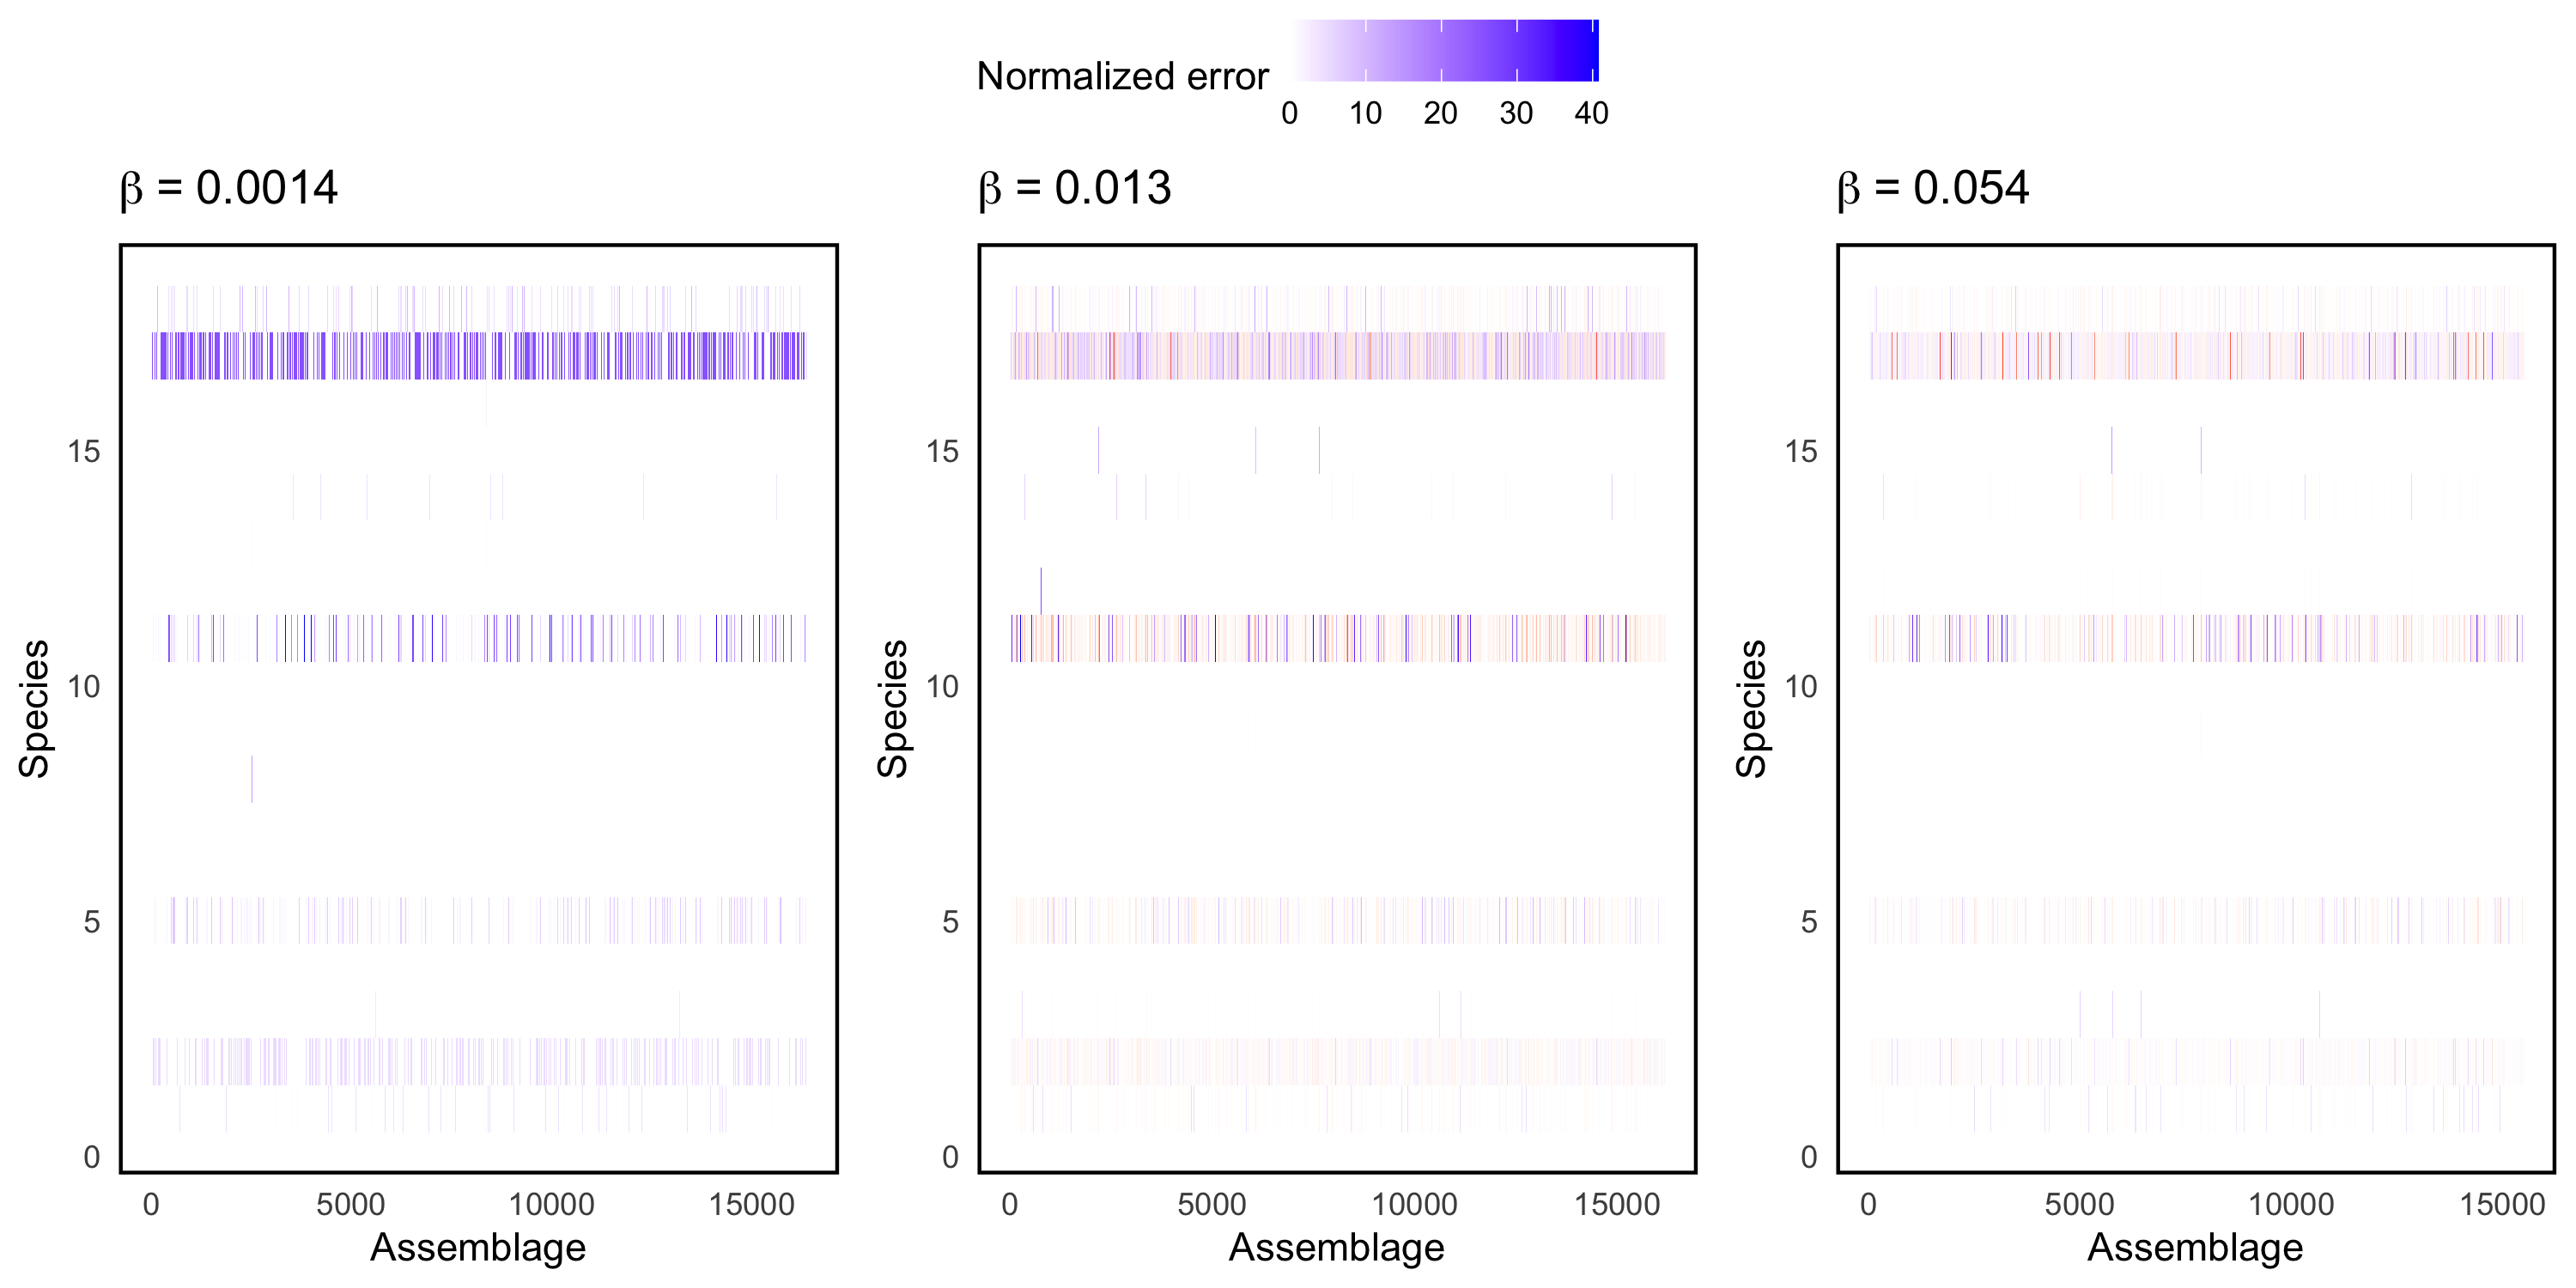 Normalized error
0 10 20 30 40
β = 0.0014
β = 0.013
β = 0.054
Species
15
10
5
0
0 5000 10000 15000
Assemblage
Species
15
10
5
0
0 5000 10000 15000
Assemblage
Species
15
10
5
0
0 5000 10000 15000
Assemblage